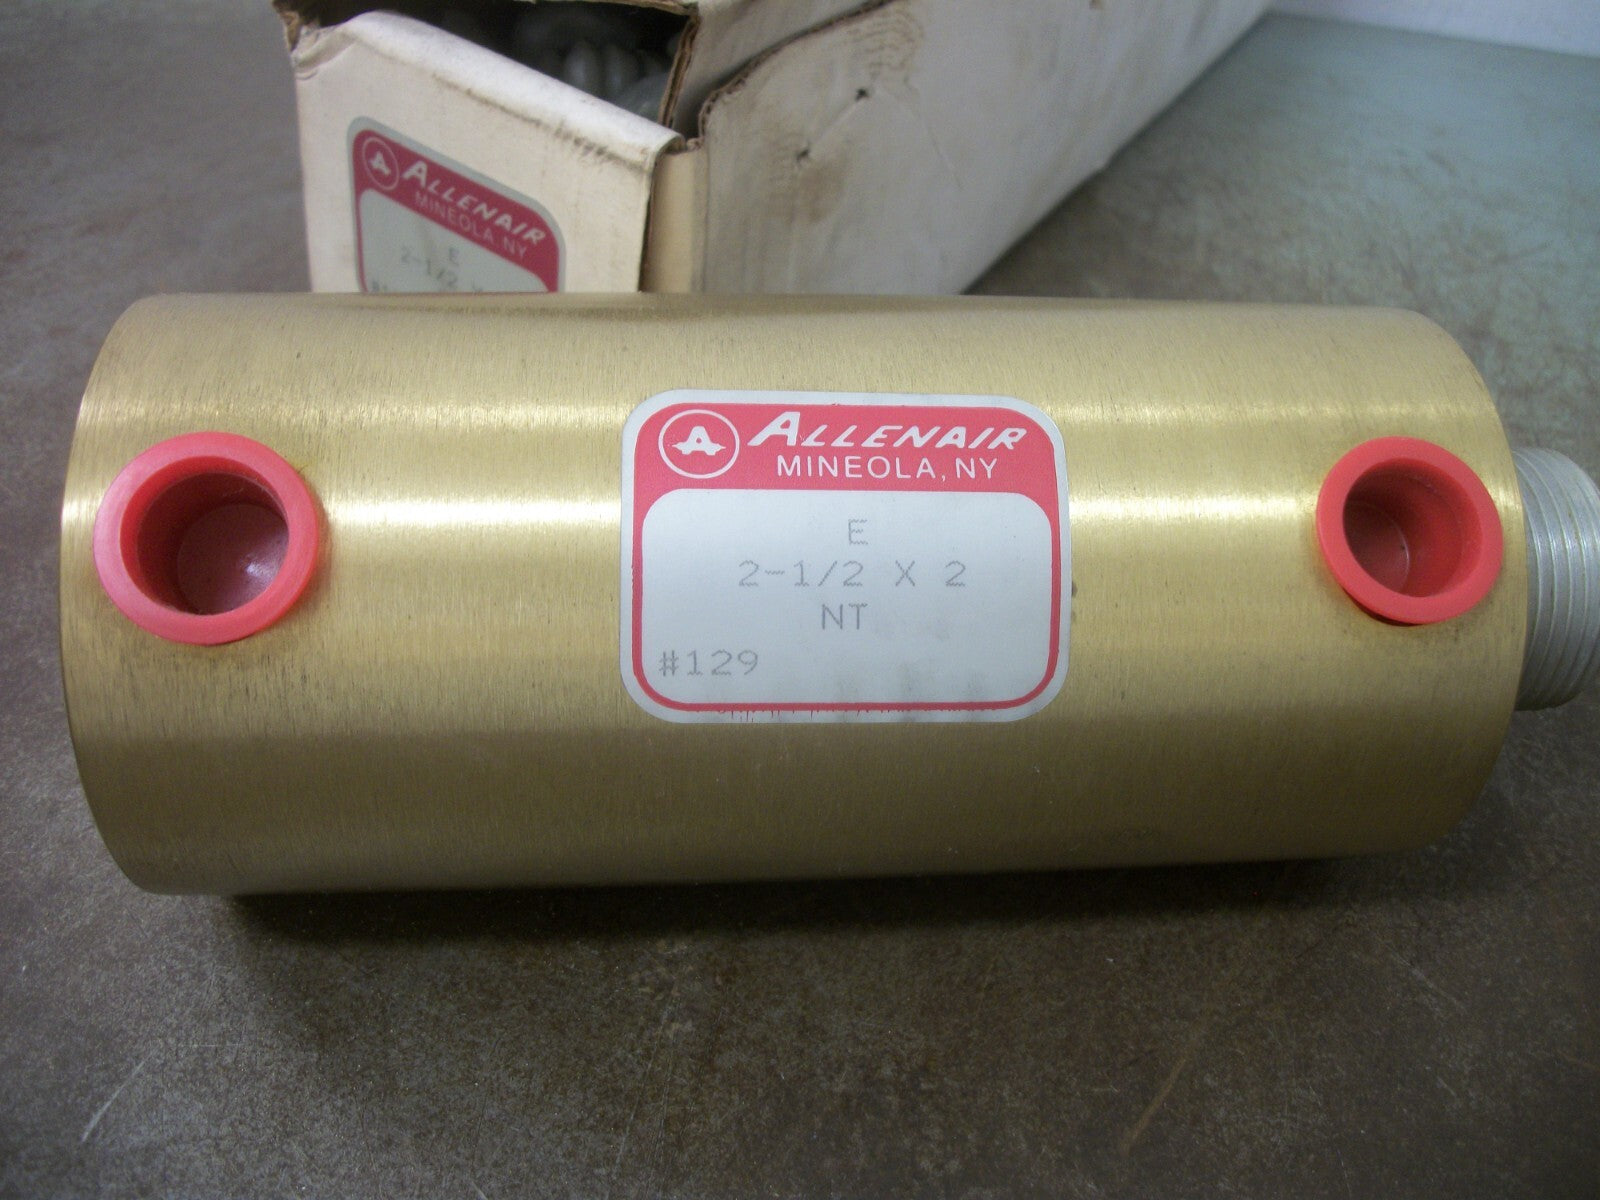 ALLENAIR
MINEOLA, NY
E
2-1/2 X
A ALLENAIR
MINEOLA, NY
E
2-1/2 X 2
NT
#129